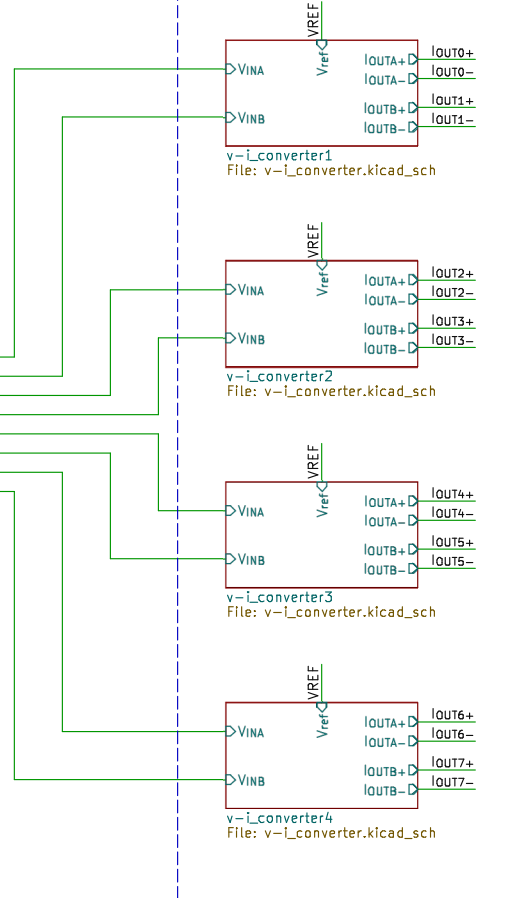 VREF
Vref
VINA
VINB
IOUTA+
IOUTA-
IOUTB+
IOUTB-
IOUT0+
IOUT0-
IOUT1+
IOUT1-
v-i_converter1
File: v-i_converter.kicad_sch
VREF
Vref
VINA
VINB
IOUTA+
IOUTA-
IOUTB+
IOUTB-
IOUT2+
IOUT2-
IOUT3+
IOUT3-
v-i_converter2
File: v-i_converter.kicad_sch
VREF
Vref
VINA
VINB
IOUTA+
IOUTA-
IOUTB+
IOUTB-
IOUT4+
IOUT4-
IOUT5+
IOUT5-
v-i_converter3
File: v-i_converter.kicad_sch
VREF
Vref
VINA
VINB
IOUTA+
IOUTA-
IOUTB+
IOUTB-
IOUT6+
IOUT6-
IOUT7+
IOUT7-
v-i_converter4
File: v-i_converter.kicad_sch